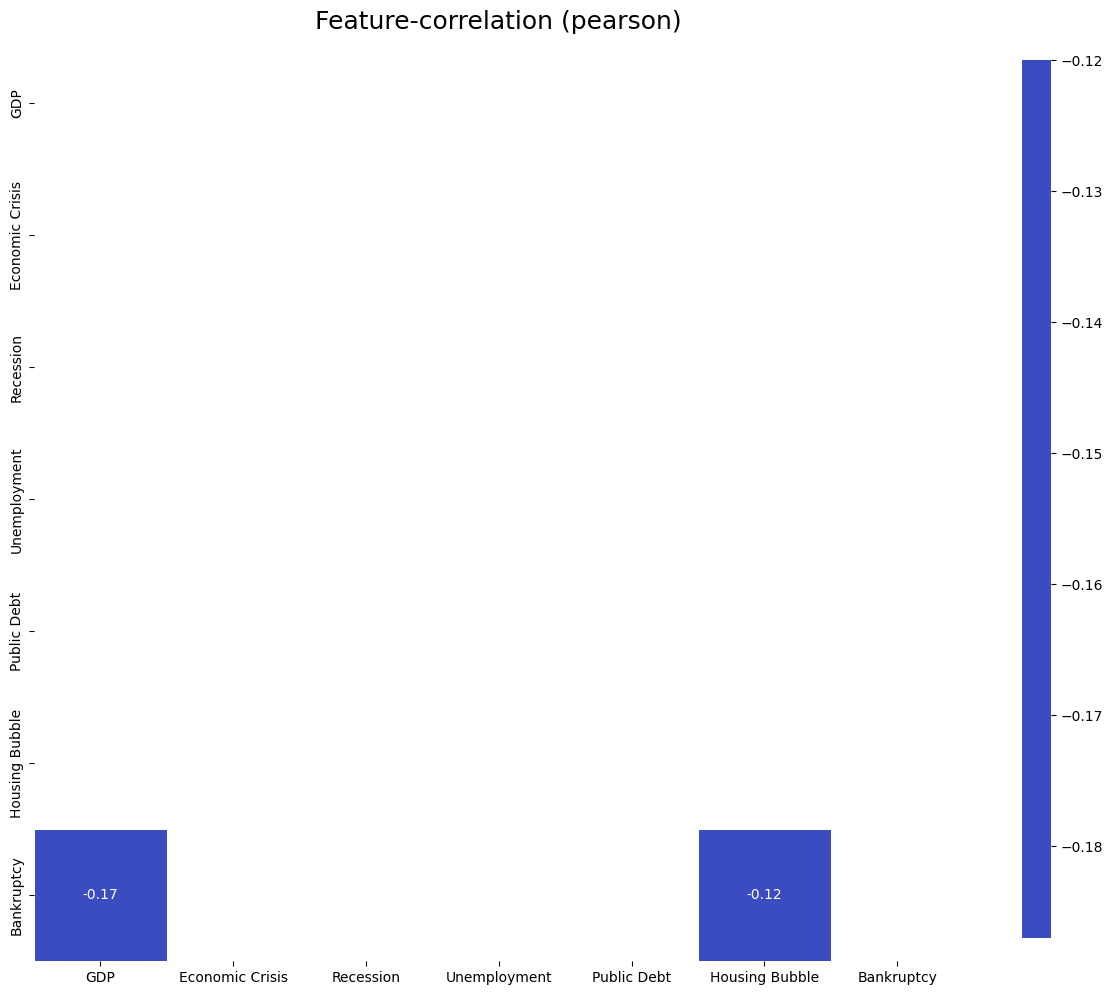 Feature-correlation (pearson)
GDP
Economic Crisis
Recession
Unemployment
Public Debt
Housing Bubble
Bankruptcy
-0.17
-0.12
GDP
Economic Crisis
Recession
Unemployment
Public Debt
Housing Bubble
Bankruptcy
−0.12
−0.13
−0.14
−0.15
−0.16
−0.17
−0.18